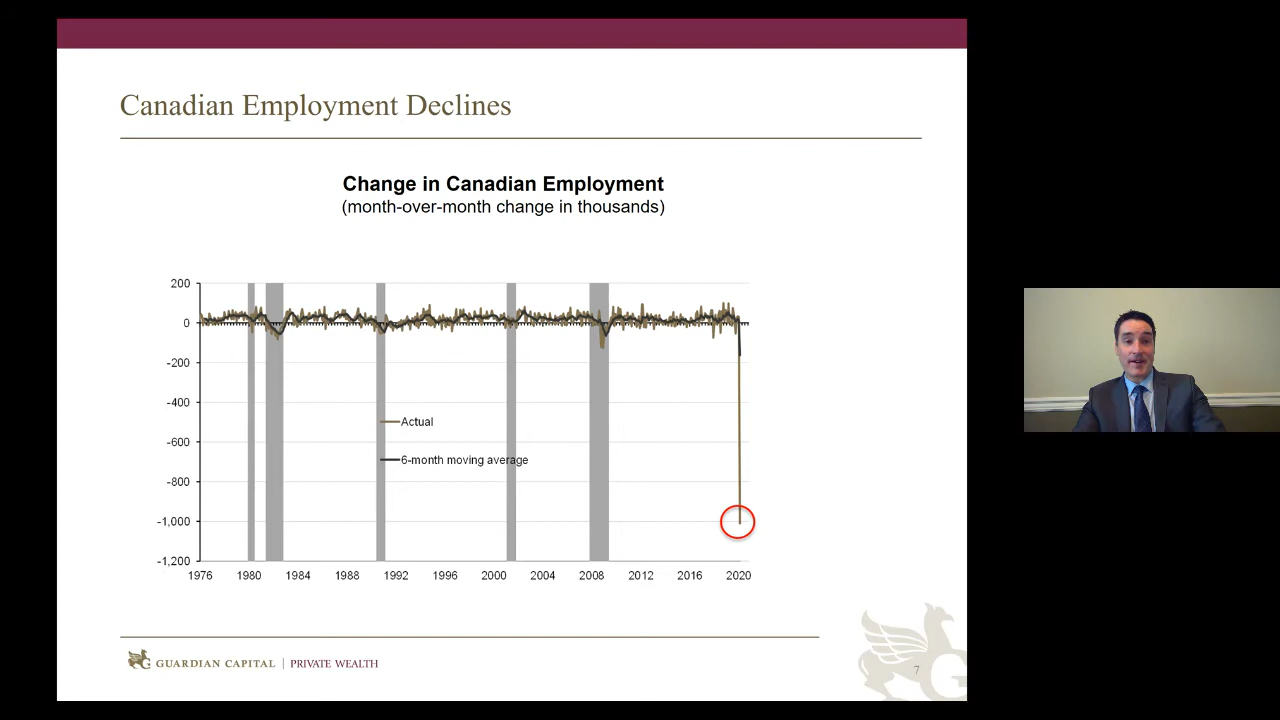 Canadian Employment Declines
Change in Canadian Employment
(month-over-month change in thousands)
200
0
-200
-400
-600
-800
-1,000
-1,200
Actual
6-month moving average
1976 1980 1984 1988 1992 1996 2000 2004 2008 2012 2016 2020
GUARDIAN CAPITAL | PRIVATE WEALTH
7